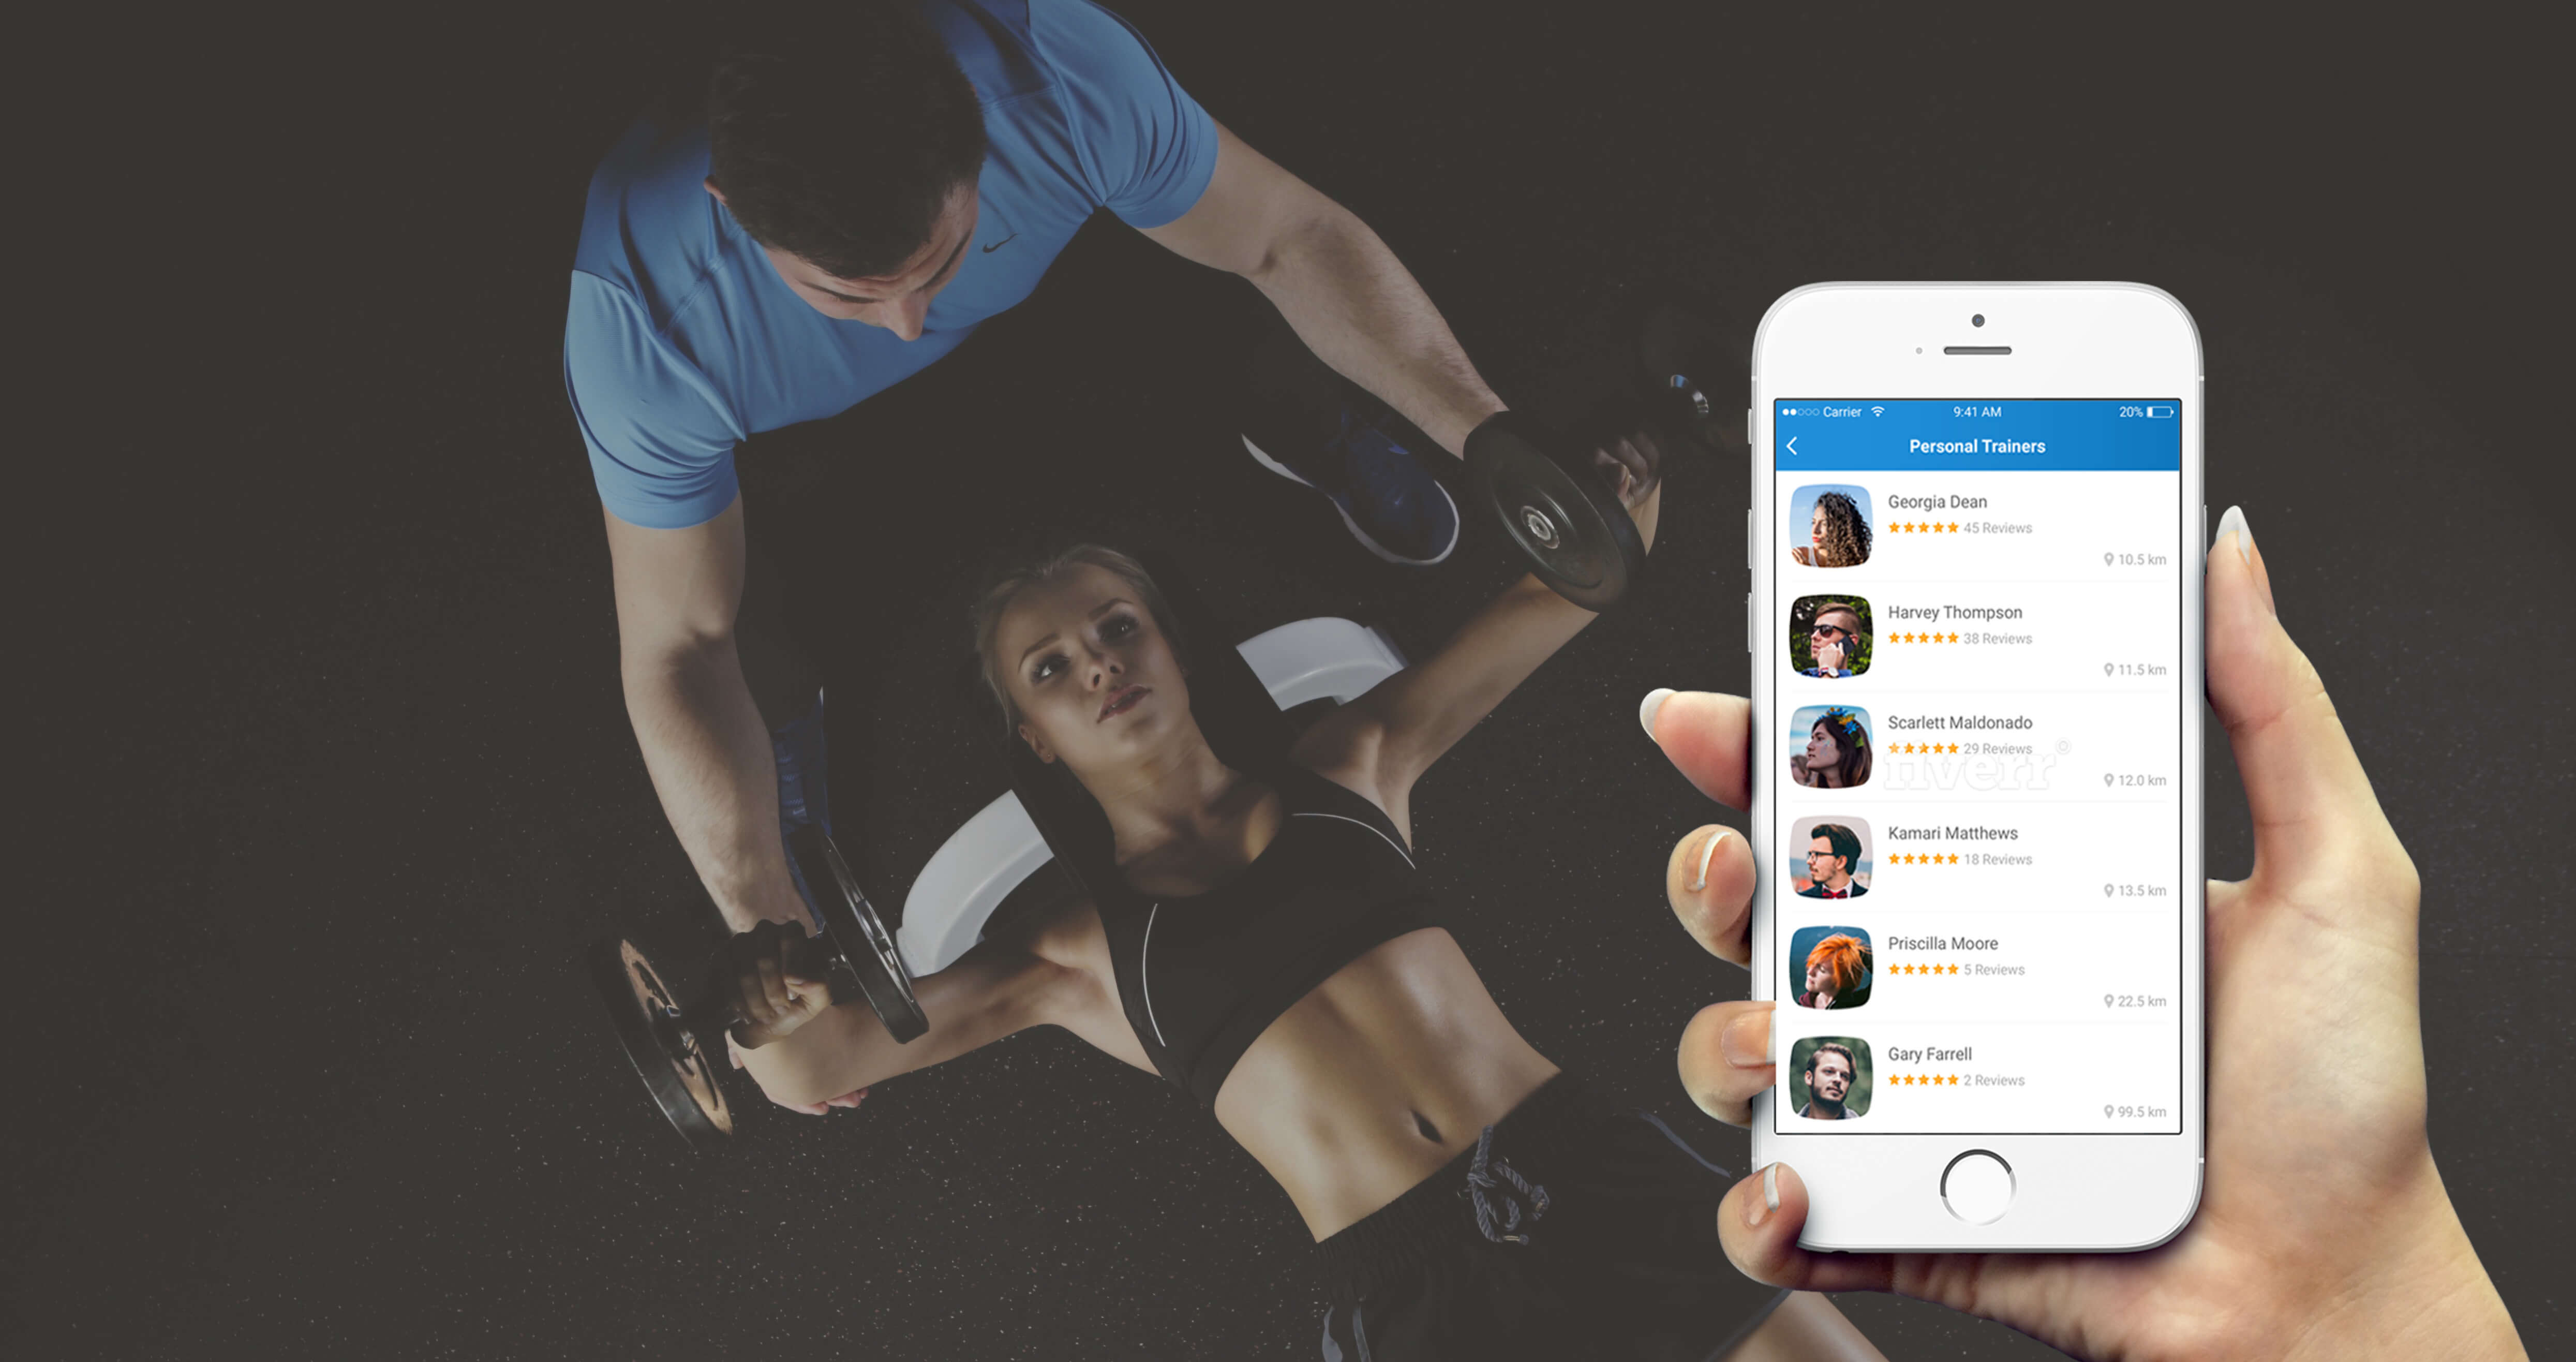 Carrier 9:41 AM 20%
Personal Trainers
Georgia Dean
45 Reviews
10.5 km
Harvey Thompson
38 Reviews
11.5 km
Scarlett Maldonado
29 Reviews
fiverr®
12.0 km
Kamari Matthews
18 Reviews
13.5 km
Priscilla Moore
5 Reviews
22.5 km
Gary Farrell
2 Reviews
99.5 km